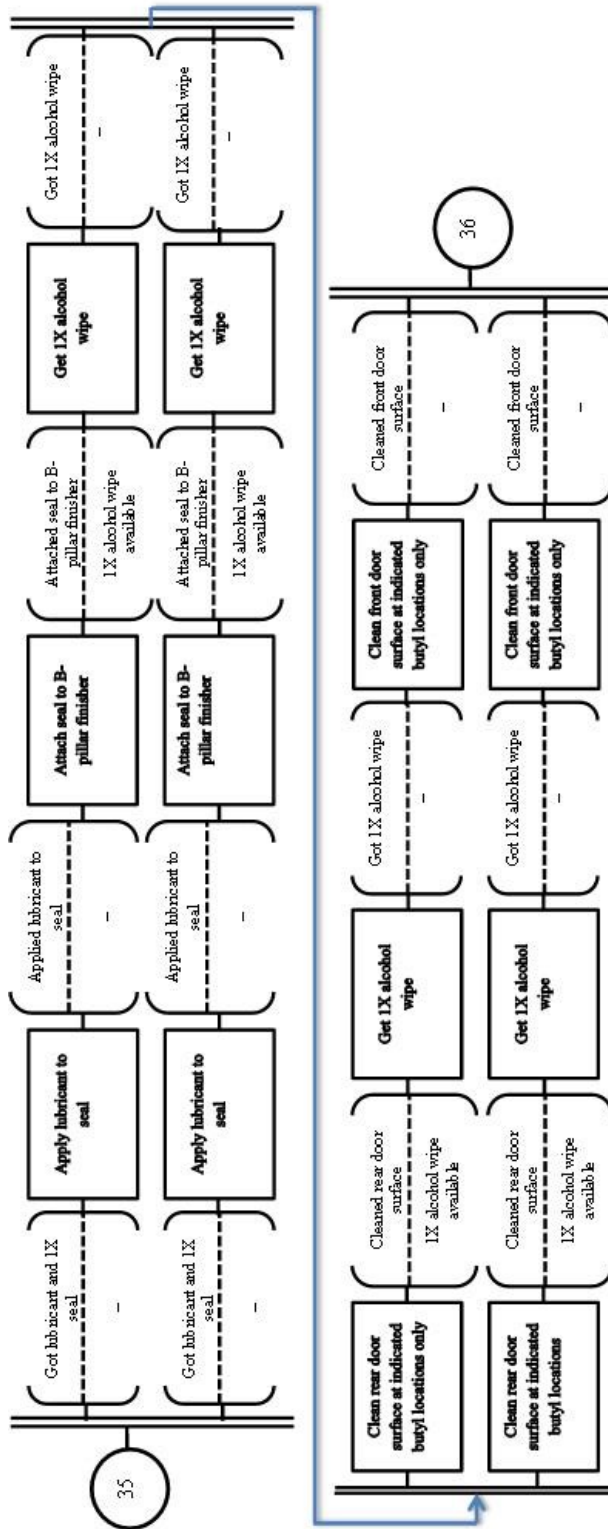 35
Got lubricant and 1X
seal
–
Apply lubricant to
seal
Applied lubricant to
seal
–
Attach seal to B-
pillar finisher
Attached seal to B-
pillar finisher
1X alcohol wipe
available
Get 1X alcohol
wipe
Got 1X alcohol wipe
–
Got lubricant and 1X
seal
–
Apply lubricant to
seal
Applied lubricant to
seal
–
Attach seal to B-
pillar finisher
Attached seal to B-
pillar finisher
1X alcohol wipe
available
Get 1X alcohol
wipe
Got 1X alcohol wipe
–
Clean rear door
surface at indicated
butyl locations only
Cleaned rear door
surface
1X alcohol wipe
available
Get 1X alcohol
wipe
Got 1X alcohol wipe
–
Clean front door
surface at indicated
butyl locations only
Cleaned front door
surface
–
Clean rear door
surface at indicated
butyl locations
Cleaned rear door
surface
1X alcohol wipe
available
Get 1X alcohol
wipe
Got 1X alcohol wipe
–
Clean front door
surface at indicated
butyl locations only
Cleaned front door
surface
–
36